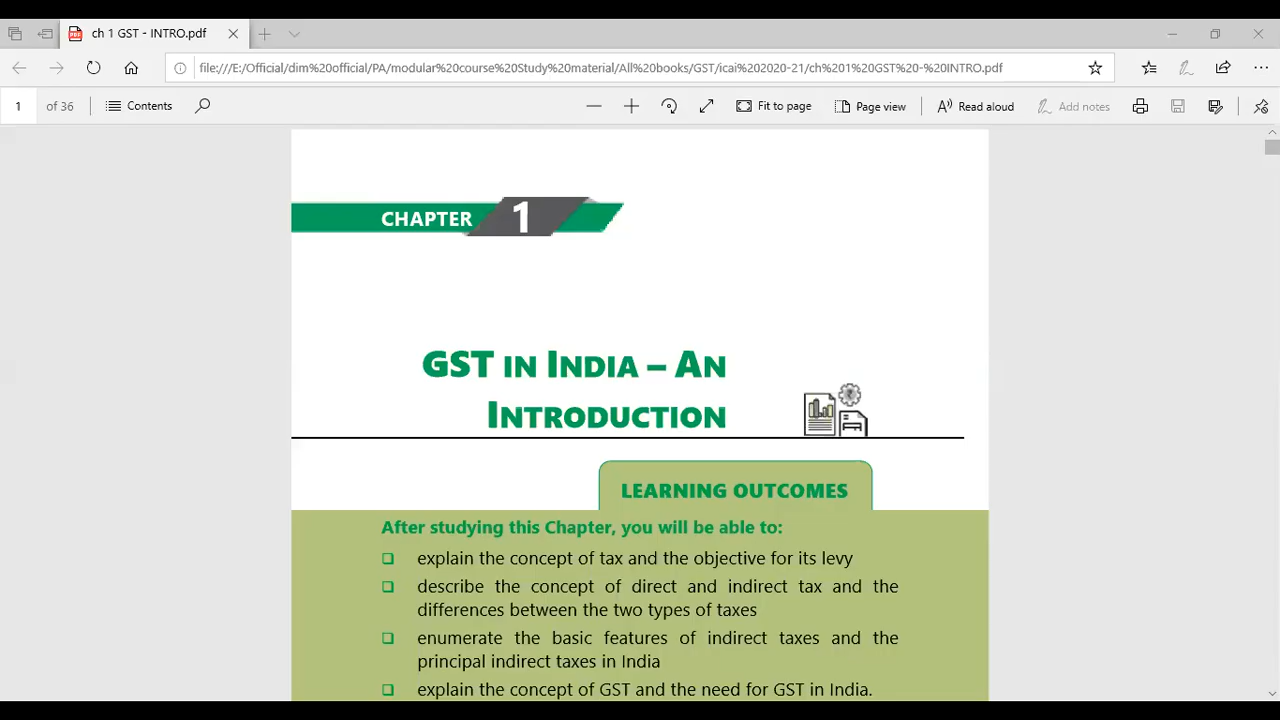 ch 1 GST - INTRO.pdf
file:///E:/Official/dim%20official/PA/modular%20course%20Study%20material/All%20books/GST/icai%202020-21/ch%201%20GST%20-%20INTRO.pdf
1 of 36 Contents Fit to page Page view Read aloud Add notes
CHAPTER 1
GST IN INDIA – AN
INTRODUCTION
LEARNING OUTCOMES
After studying this Chapter, you will be able to:
❑ explain the concept of tax and the objective for its levy
❑ describe the concept of direct and indirect tax and the
differences between the two types of taxes
❑ enumerate the basic features of indirect taxes and the
principal indirect taxes in India
❑ explain the concept of GST and the need for GST in India.